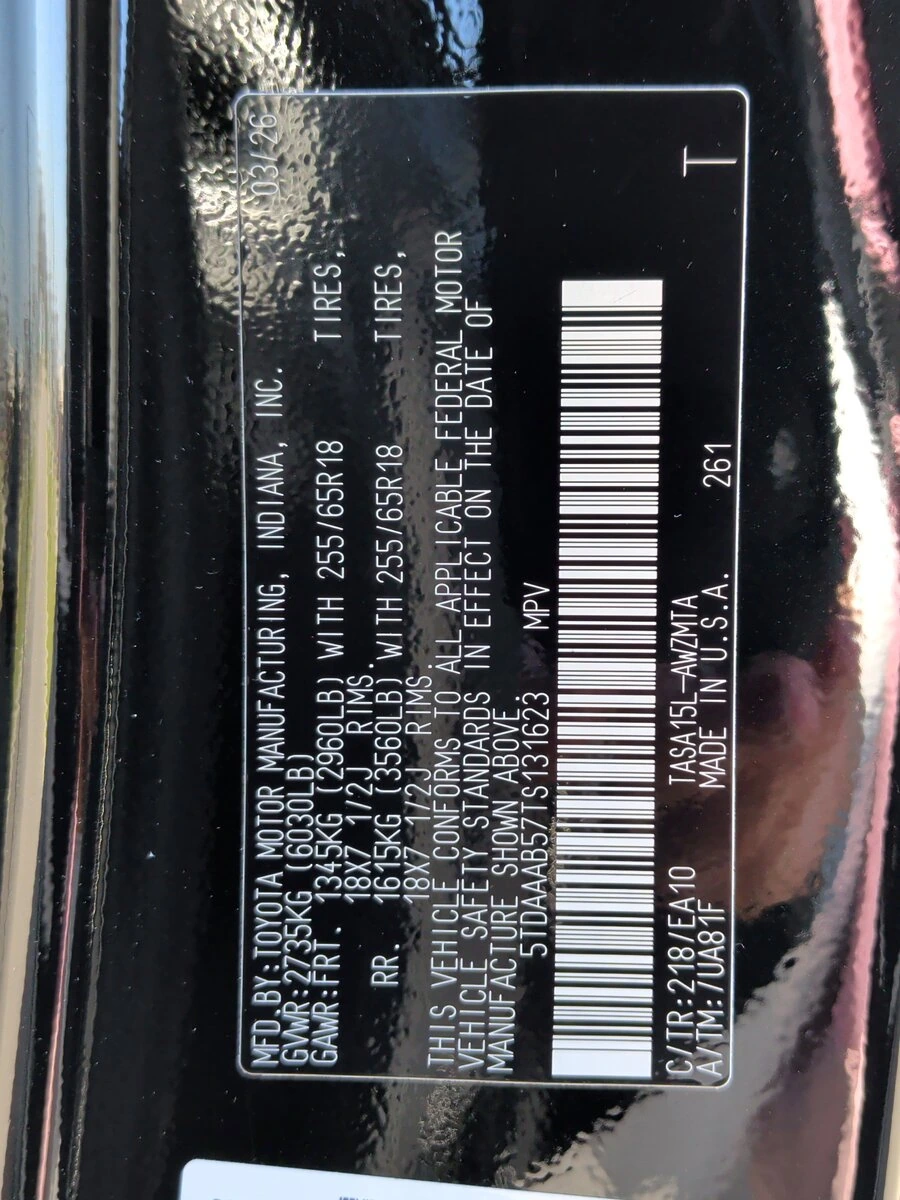 MFD.BY:TOYOTA MOTOR MANUFACTURING, INDIANA, INC. 03/26
GVWR:2735KG (6030LB)
GAWR:FRT. 1345KG (2960LB) WITH 255/65R18 TIRES,
18X7 1/2J RIMS.
RR. 1615KG (3560LB) WITH 255/65R18 TIRES,
18X7 1/2J RIMS.
THIS VEHICLE CONFORMS TO ALL APPLICABLE FEDERAL MOTOR
VEHICLE SAFETY STANDARDS IN EFFECT ON THE DATE OF
MANUFACTURE SHOWN ABOVE.
5TDAAAB57TS131623 MPV
C/TR:218/EA10 TASA15L-AWZMTA
A/TM:7UA81F MADE IN U.S.A. 261 T